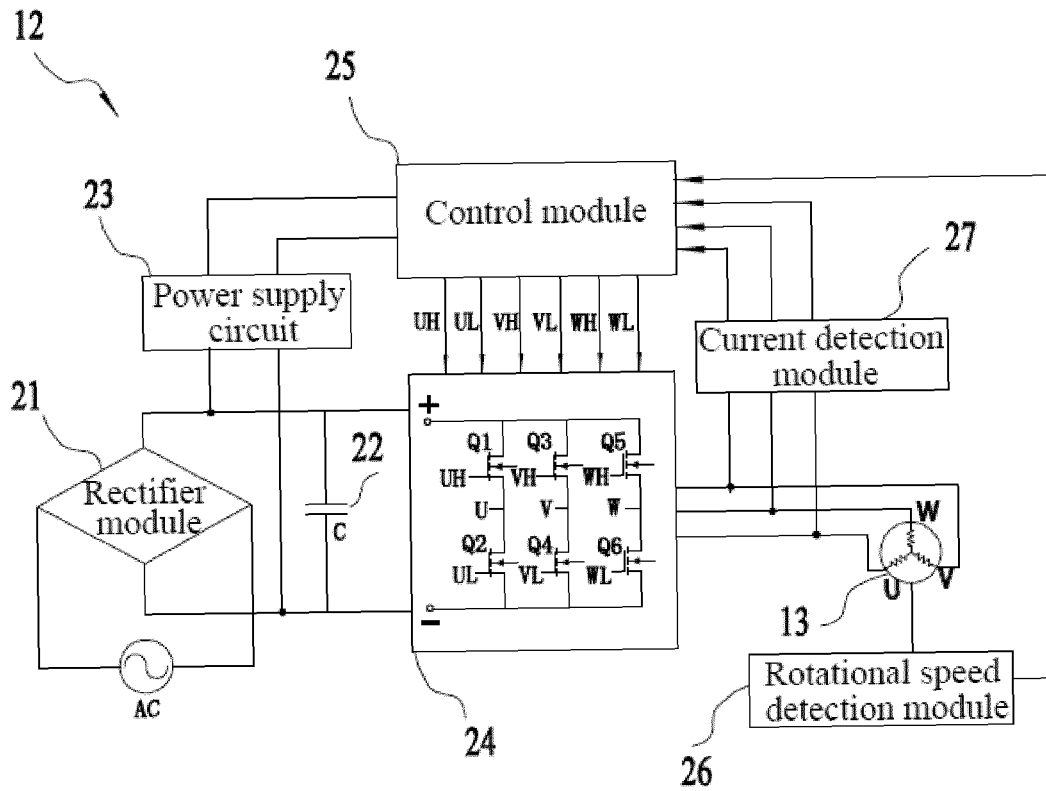 12
25
23
Control module
27
Power supply
circuit
UH UL VH VL WH WL
Current detection
module
21
+
22
Q1 Q3 Q5
Rectifier
module
UH VH WH
C
U V W
W
Q2 Q4 Q6
UL VL WL
U V
-
13
AC
24
Rotational speed
detection module
26